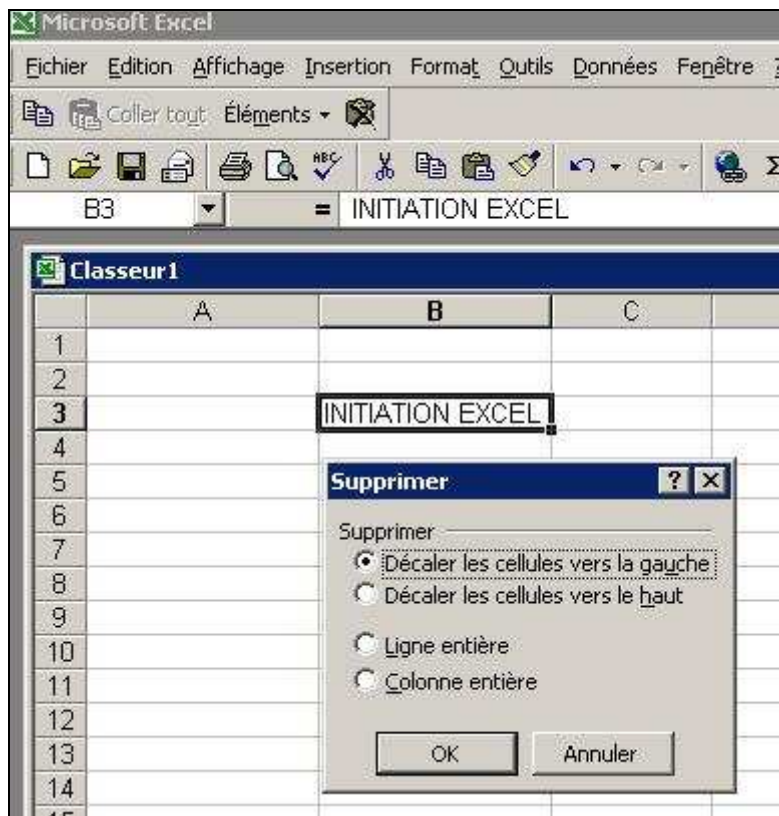 Microsoft Excel
Fichier Edition Affichage Insertion Format Outils Données Fenêtre ?
Coller tout Éléments
ABC
B3 = INITIATION EXCEL
Classeur1
A B C
1
2
3 INITIATION EXCEL
4
5
6
7
8
9
10
11
12
13
14
15
Supprimer ? X
Supprimer
Décaler les cellules vers la gauche
Décaler les cellules vers le haut
Ligne entière
Colonne entière
OK Annuler